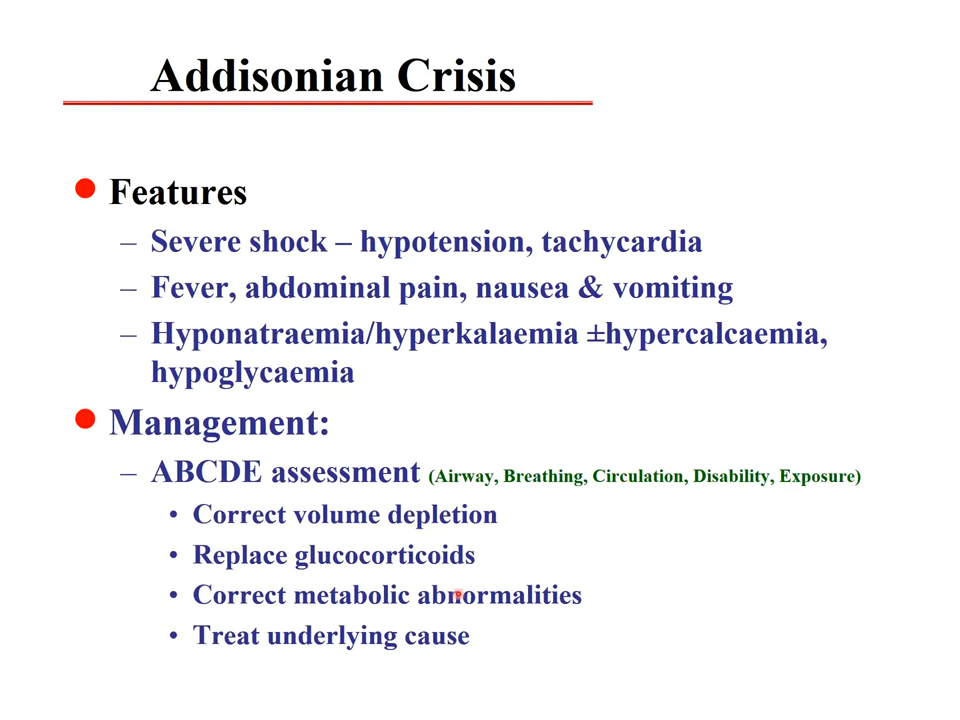 Addisonian Crisis
Features
– Severe shock – hypotension, tachycardia
– Fever, abdominal pain, nausea & vomiting
– Hyponatraemia/hyperkalaemia ±hypercalcaemia,
hypoglycaemia
Management:
– ABCDE assessment (Airway, Breathing, Circulation, Disability, Exposure)
• Correct volume depletion
• Replace glucocorticoids
• Correct metabolic abnormalities
• Treat underlying cause